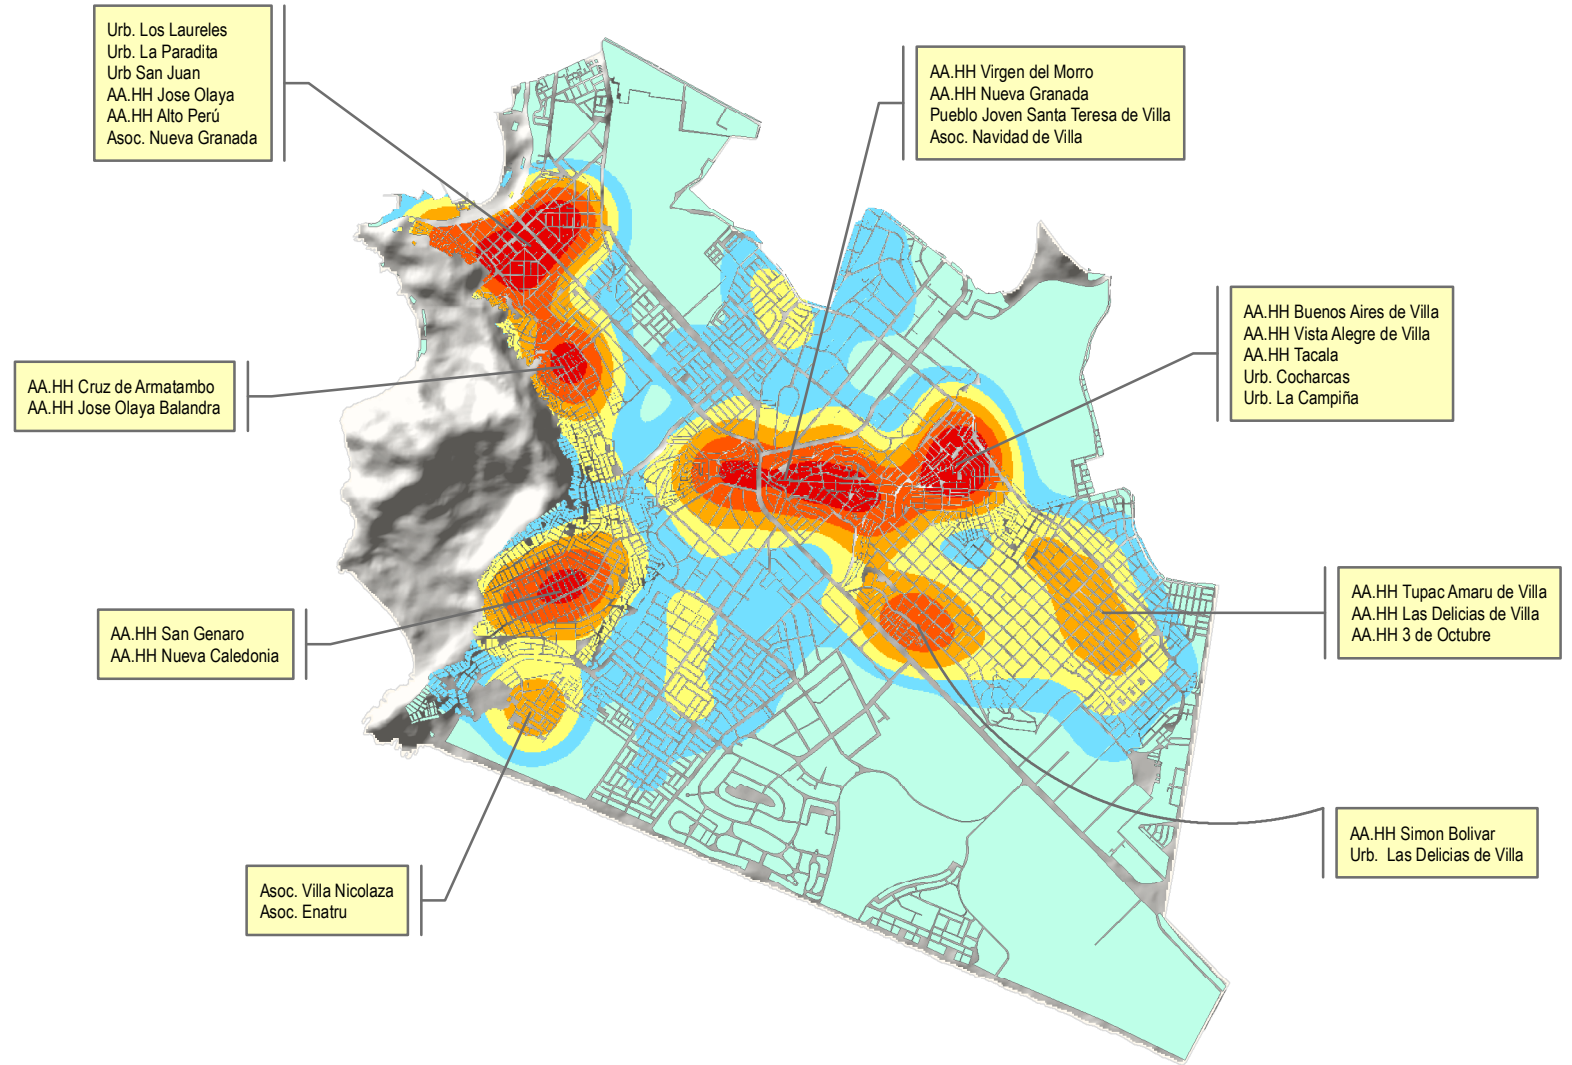 Urb. Los Laureles
Urb. La Paradita
Urb San Juan
AA.HH Jose Olaya
AA.HH Alto Perú
Asoc. Nueva Granada
AA.HH Virgen del Morro
AA.HH Nueva Granada
Pueblo Joven Santa Teresa de Villa
Asoc. Navidad de Villa
AA.HH Buenos Aires de Villa
AA.HH Vista Alegre de Villa
AA.HH Tacala
Urb. Cocharcas
Urb. La Campiña
AA.HH Cruz de Armatambo
AA.HH Jose Olaya Balandra
AA.HH Tupac Amaru de Villa
AA.HH Las Delicias de Villa
AA.HH 3 de Octubre
AA.HH San Genaro
AA.HH Nueva Caledonia
AA.HH Simon Bolivar
Urb. Las Delicias de Villa
Asoc. Villa Nicolaza
Asoc. Enatru